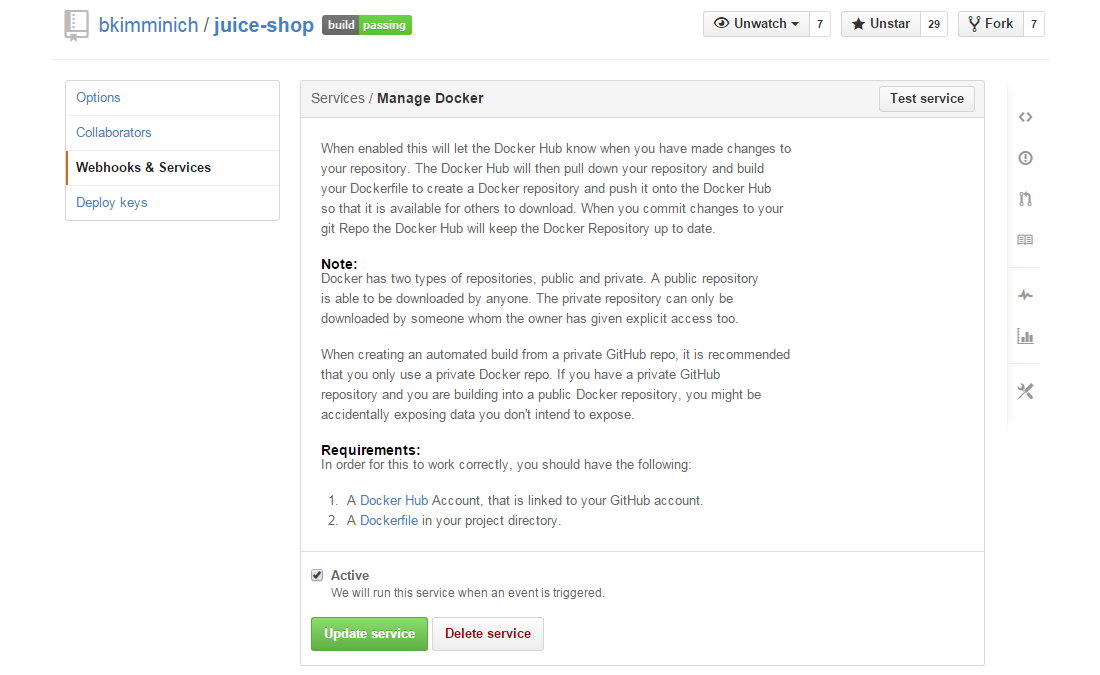 bkimminich / juice-shop build passing
Unwatch 7 Unstar 29 Fork 7
Options
Collaborators
Webhooks & Services
Deploy keys
Services / Manage Docker Test service
When enabled this will let the Docker Hub know when you have made changes to
your repository. The Docker Hub will then pull down your repository and build
your Dockerfile to create a Docker repository and push it onto the Docker Hub
so that it is available for others to download. When you commit changes to your
git Repo the Docker Hub will keep the Docker Repository up to date.
Note:
Docker has two types of repositories, public and private. A public repository
is able to be downloaded by anyone. The private repository can only be
downloaded by someone whom the owner has given explicit access too.
When creating an automated build from a private GitHub repo, it is recommended
that you only use a private Docker repo. If you have a private GitHub
repository and you are building into a public Docker repository, you might be
accidentally exposing data you don't intend to expose.
Requirements:
In order for this to work correctly, you should have the following:
1. A Docker Hub Account, that is linked to your GitHub account.
2. A Dockerfile in your project directory.
Active
We will run this service when an event is triggered.
Update service Delete service